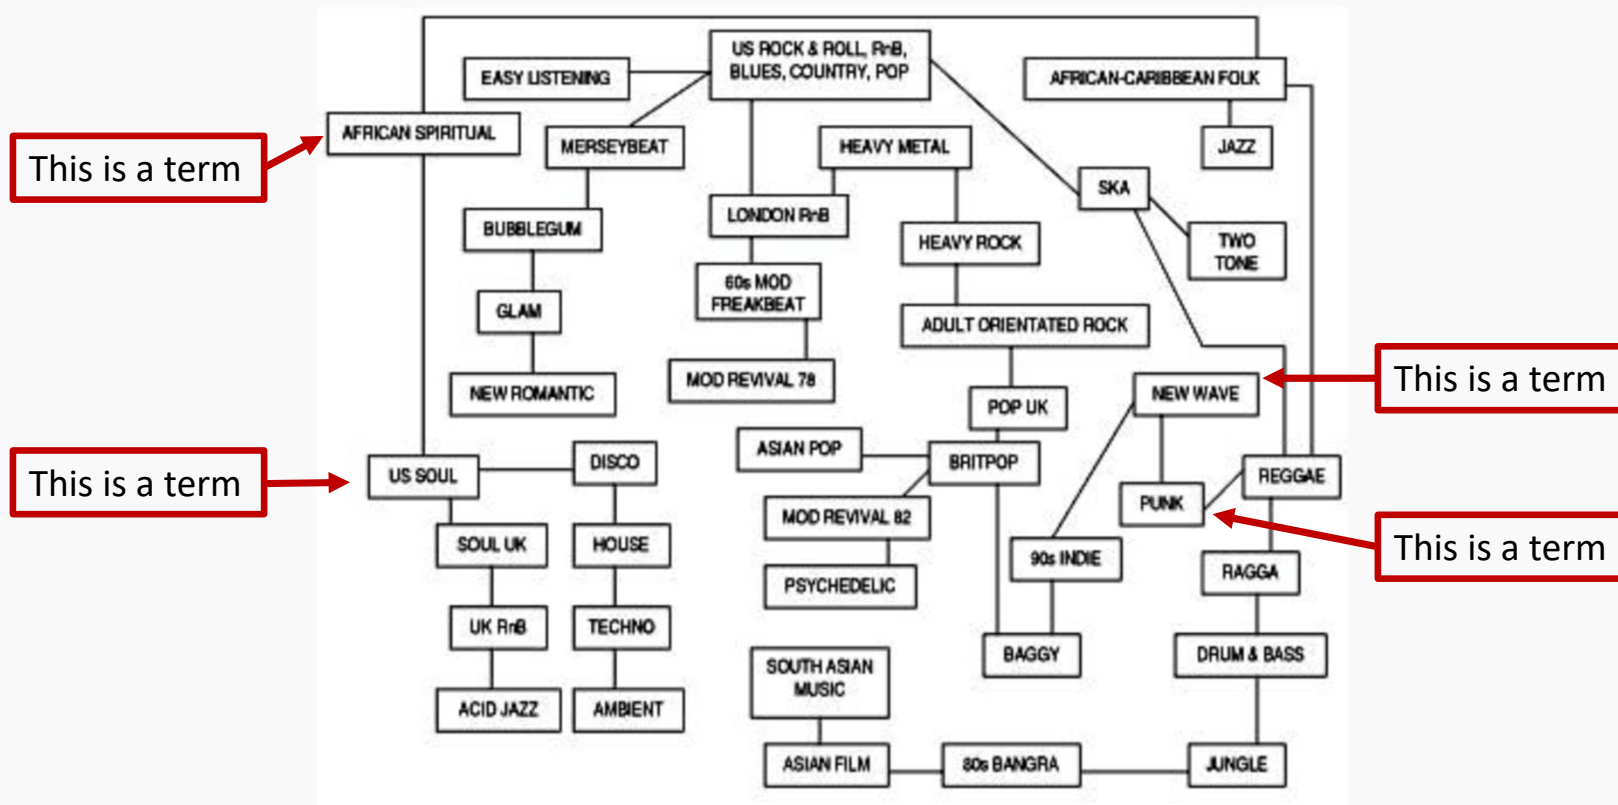 US ROCK & ROLL, RnB,
BLUES, COUNTRY, POP
EASY LISTENING
AFRICAN-CARIBBEAN FOLK
AFRICAN SPIRITUAL
MERSEYBEAT
HEAVY METAL
JAZZ
This is a term
SKA
LONDON RnB
BUBBLEGUM
HEAVY ROCK
TWO
TONE
60s MOD
FREAKBEAT
GLAM
ADULT ORIENTATED ROCK
MOD REVIVAL 78
This is a term
NEW ROMANTIC
NEW WAVE
POP UK
ASIAN POP
DISCO
BRITPOP
US SOUL
REGGAE
This is a term
PUNK
MOD REVIVAL 82
SOUL UK
HOUSE
This is a term
90s INDIE
RAGGA
PSYCHEDELIC
UK RnB
TECHNO
BAGGY
DRUM & BASS
SOUTH ASIAN
MUSIC
ACID JAZZ
AMBIENT
ASIAN FILM
80s BANGRA
JUNGLE